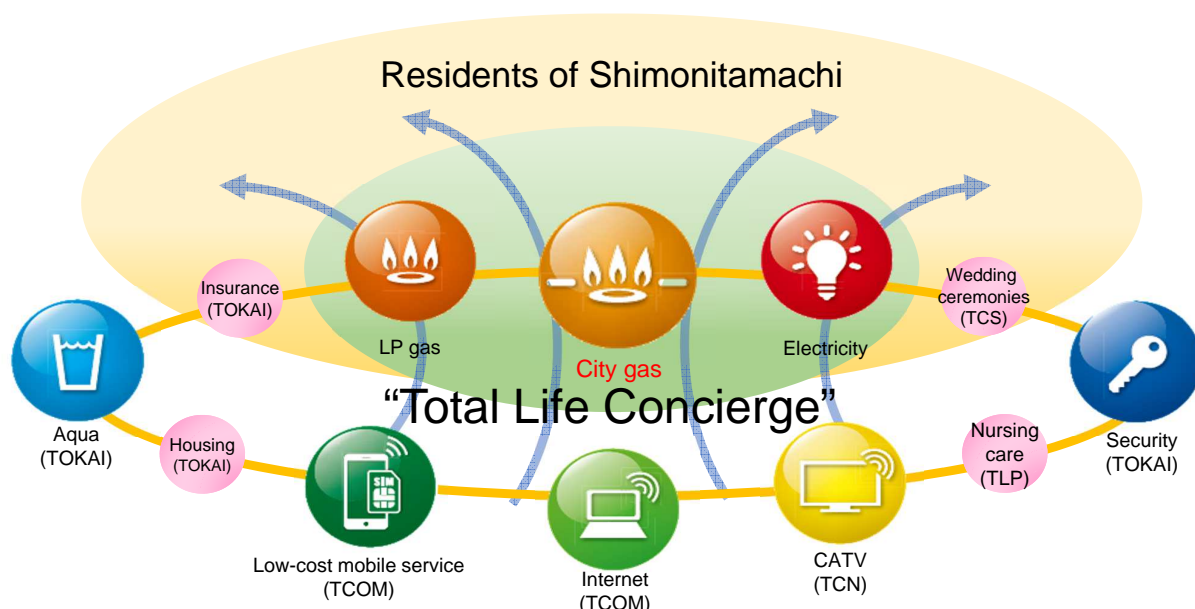 Residents of Shimonitamachi
Insurance
(TOKAI)
LP gas
City gas
Electricity
Wedding
ceremonies
(TCS)
“Total Life Concierge”
Aqua
(TOKAI)
Housing
(TOKAI)
SIM
Low-cost mobile service
(TCOM)
Internet
(TCOM)
CATV
(TCN)
Nursing
care
(TLP)
Security
(TOKAI)